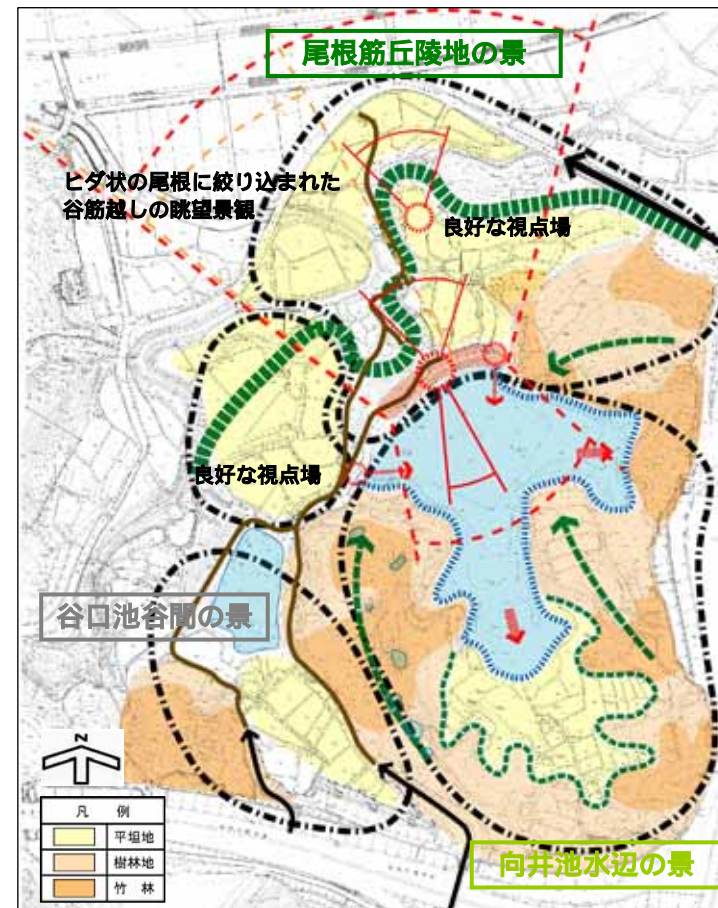 尾根筋丘陵地の景
ヒダ状の尾根に絞り込まれた
谷筋越しの眺望景観
良好な視点場
良好な視点場
谷口池谷間の景
N
凡 例
平坦地
樹林地
竹 林
向井池水辺の景